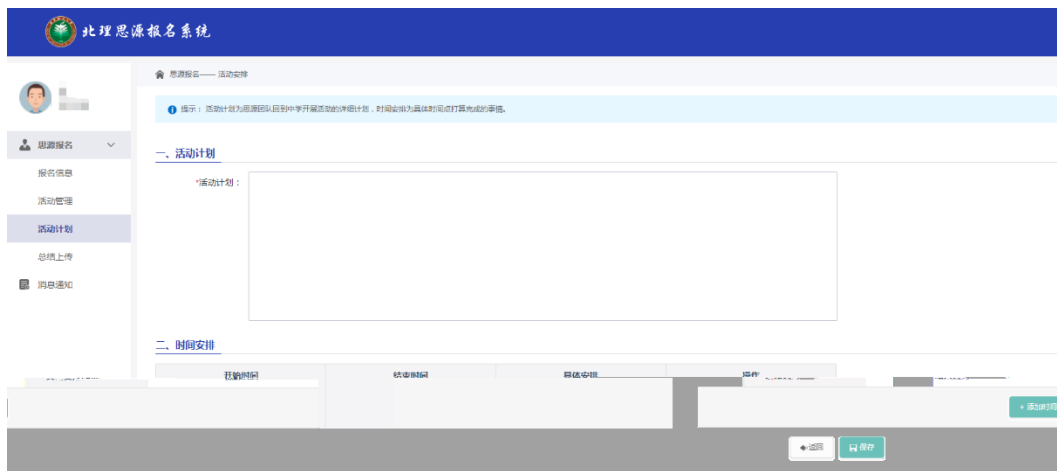 北理思源报名系统
思源报名—— 活动安排
提示： 活动计划为思源团队回到中学开展活动的详细计划，时间安排为具体时间点打算完成的事情。
思源报名
报名信息
活动管理
活动计划
总结上传
消息通知
一、活动计划
*活动计划：
二、时间安排
开始时间 结束时间 具体安排 操作
+ 添加时间
返回 保存